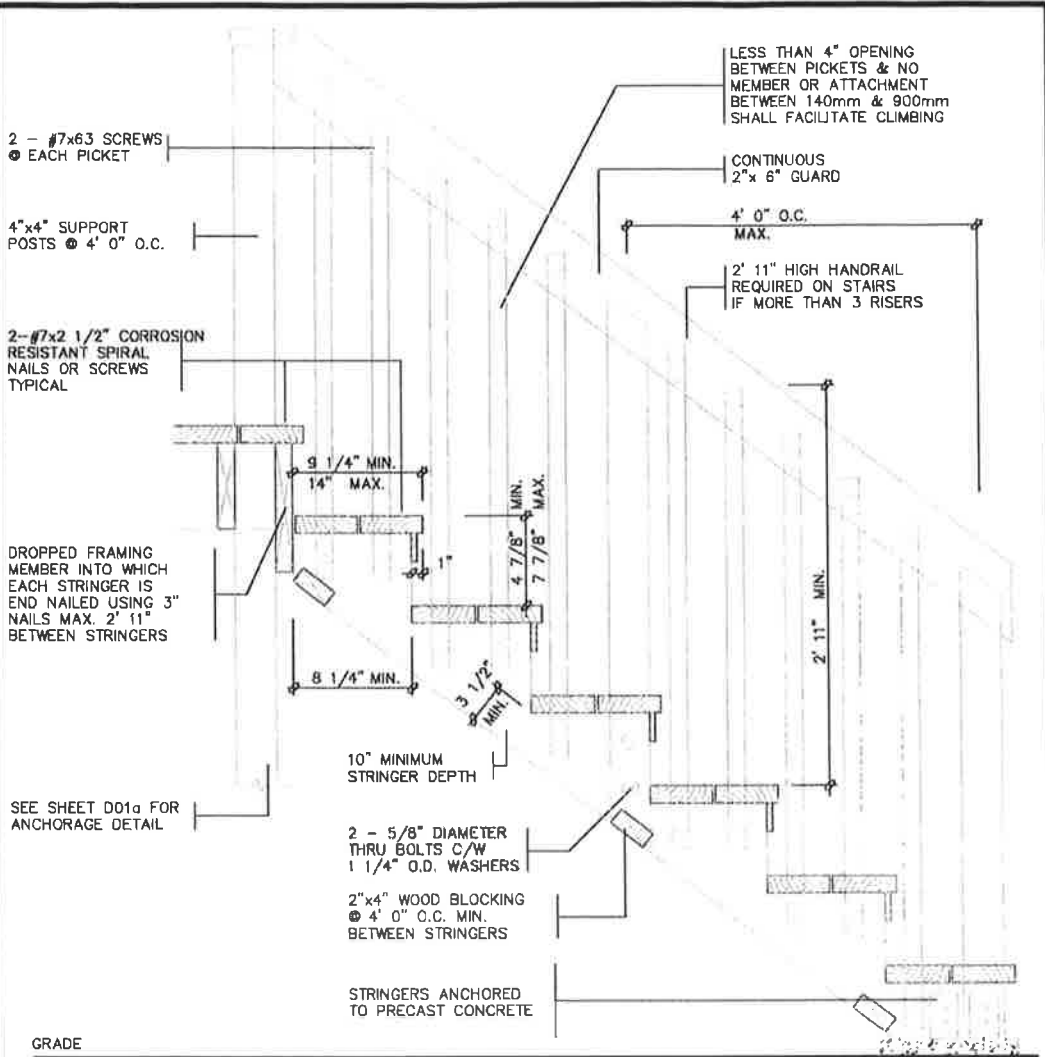 LESS THAN 4" OPENING
BETWEEN PICKETS & NO
MEMBER OR ATTACHMENT
BETWEEN 140mm & 900mm
SHALL FACILITATE CLIMBING
2 - #7x63 SCREWS
@ EACH PICKET
CONTINUOUS
2"x 6" GUARD
4"x4" SUPPORT
POSTS @ 4' 0" O.C.
4' 0" O.C.
MAX.
2' 11" HIGH HANDRAIL
REQUIRED ON STAIRS
IF MORE THAN 3 RISERS
2-#7x2 1/2" CORROSION
RESISTANT SPIRAL
NAILS OR SCREWS
TYPICAL
9 1/4" MIN.
14" MAX.
4 7/8" MIN.
7 7/8" MAX.
1"
2' 11" MIN.
DROPPED FRAMING
MEMBER INTO WHICH
EACH STRINGER IS
END NAILED USING 3"
NAILS MAX. 2' 11"
BETWEEN STRINGERS
8 1/4" MIN.
3 1/2"
MIN.
10" MINIMUM
STRINGER DEPTH
SEE SHEET D01a FOR
ANCHORAGE DETAIL
2 - 5/8" DIAMETER
THRU BOLTS C/W
1 1/4" O.D. WASHERS
2"x4" WOOD BLOCKING
@ 4' 0" O.C. MIN.
BETWEEN STRINGERS
STRINGERS ANCHORED
TO PRECAST CONCRETE
GRADE